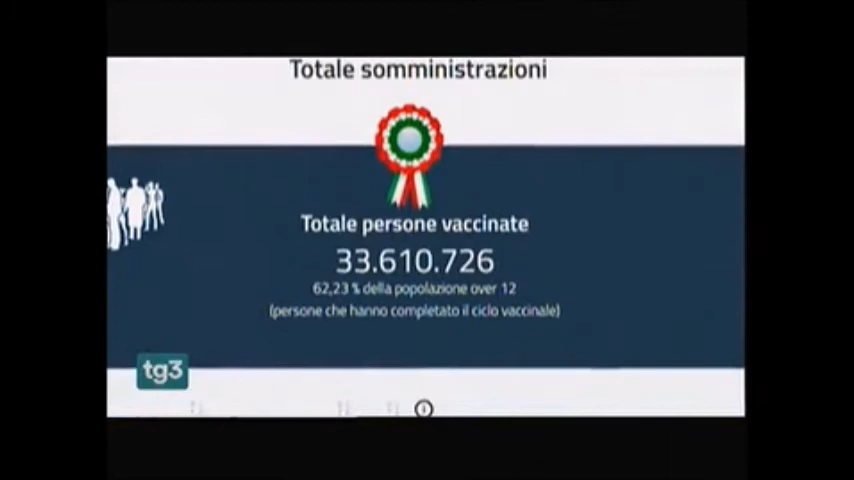 Totale somministrazioni
Totale persone vaccinate
33.610.726
62,23 % della popolazione over 12
(persone che hanno completato il ciclo vaccinale)
tg3